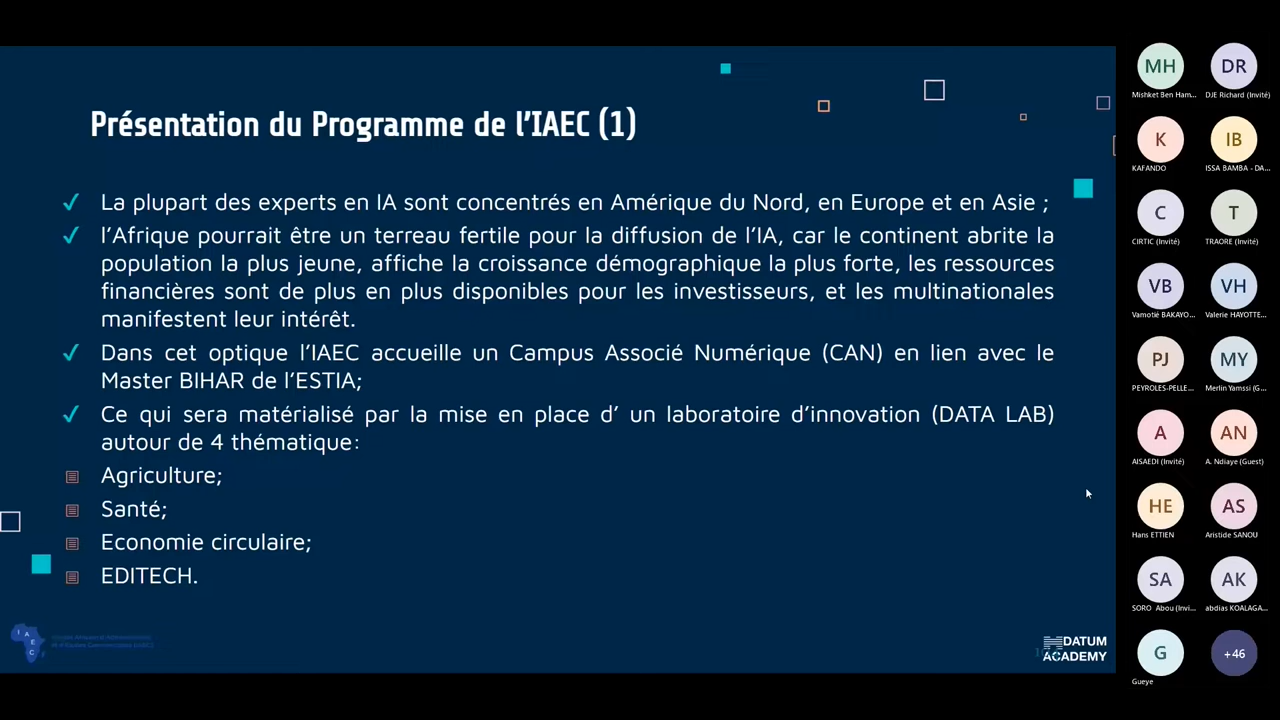 Présentation du Programme de l'IAEC (1)
✓ La plupart des experts en IA sont concentrés en Amérique du Nord, en Europe et en Asie ;
✓ l'Afrique pourrait être un terreau fertile pour la diffusion de l'IA, car le continent abrite la
population la plus jeune, affiche la croissance démographique la plus forte, les ressources
financières sont de plus en plus disponibles pour les investisseurs, et les multinationales
manifestent leur intérêt.
✓ Dans cet optique l'IAEC accueille un Campus Associé Numérique (CAN) en lien avec le
Master BIHAR de l'ESTIA;
✓ Ce qui sera matérialisé par la mise en place d' un laboratoire d'innovation (DATA LAB)
autour de 4 thématique:
Agriculture;
Santé;
Economie circulaire;
EDITECH.
I A E C
DATUM
ACADEMY
MH DR
Mishket Ben Ham... DJE Richard (Invité)
K IB
KAFANDO ISSA BAMBA - DA...
C T
CIRTIC (Invité) TRAORE (Invité)
VB VH
Vamotié BAKAYO... Valerie HAYOTTE...
PJ MY
PEYROLES-PELLE... Merlin Yamssi (G...
A AN
AISAEDI (Invité) A. Ndiaye (Guest)
HE AS
Hans ETTIEN Aristide SANOU
SA AK
SORO Abou (Invi... abdias KOALAGA...
G +46
Gueye